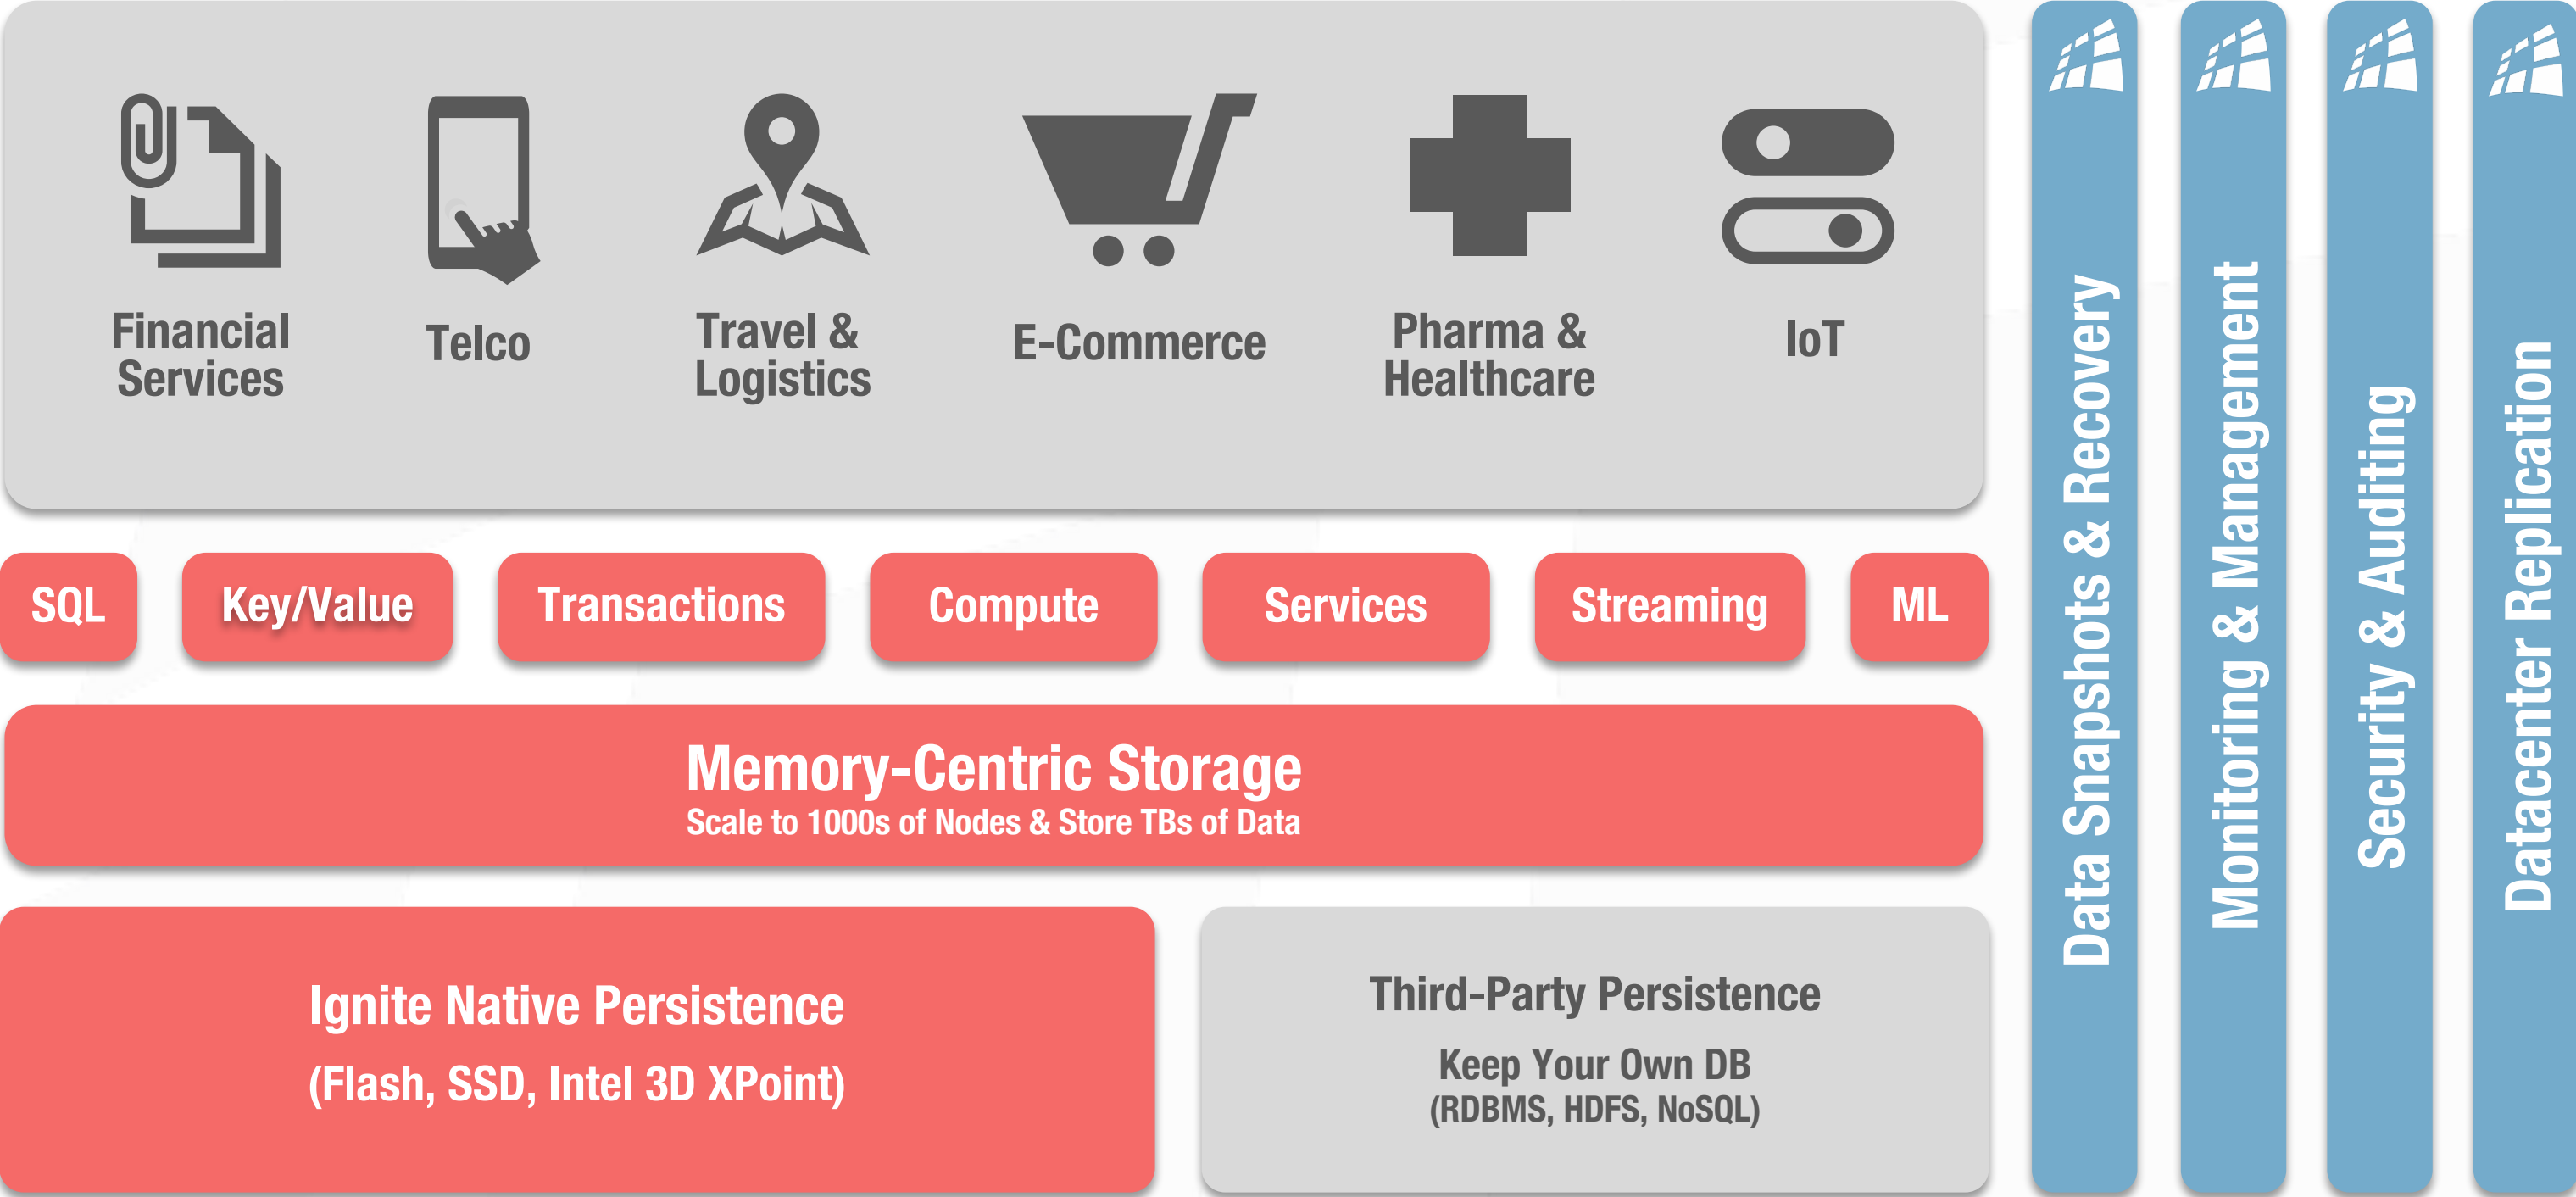 Financial
Services
Telco
Travel &
Logistics
E-Commerce
Pharma &
Healthcare
IoT
SQL
Key/Value
Transactions
Compute
Services
Streaming
ML
Memory-Centric Storage
Scale to 1000s of Nodes & Store TBs of Data
Ignite Native Persistence
(Flash, SSD, Intel 3D XPoint)
Third-Party Persistence
Keep Your Own DB
(RDBMS, HDFS, NoSQL)
Data Snapshots & Recovery
Monitoring & Management
Security & Auditing
Datacenter Replication